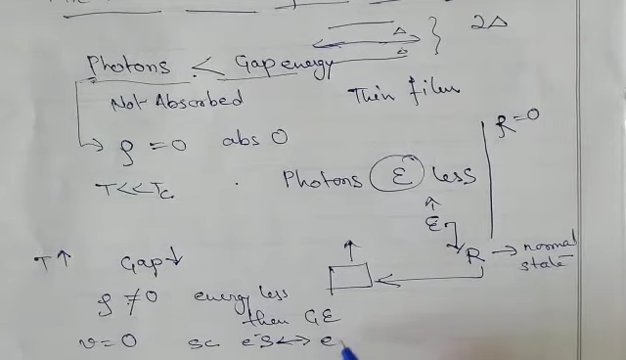 2Δ
Δ
Δ
Photons < Gap energy
Not Absorbed
Thin film
→ ρ = 0 abs 0
R=0
T<<Tc
Photons ε less
↑
ε
R → normal state
T↑ Gap↓
ρ ≠ 0 energy less
then GE
v=0 sc e's ↔ e